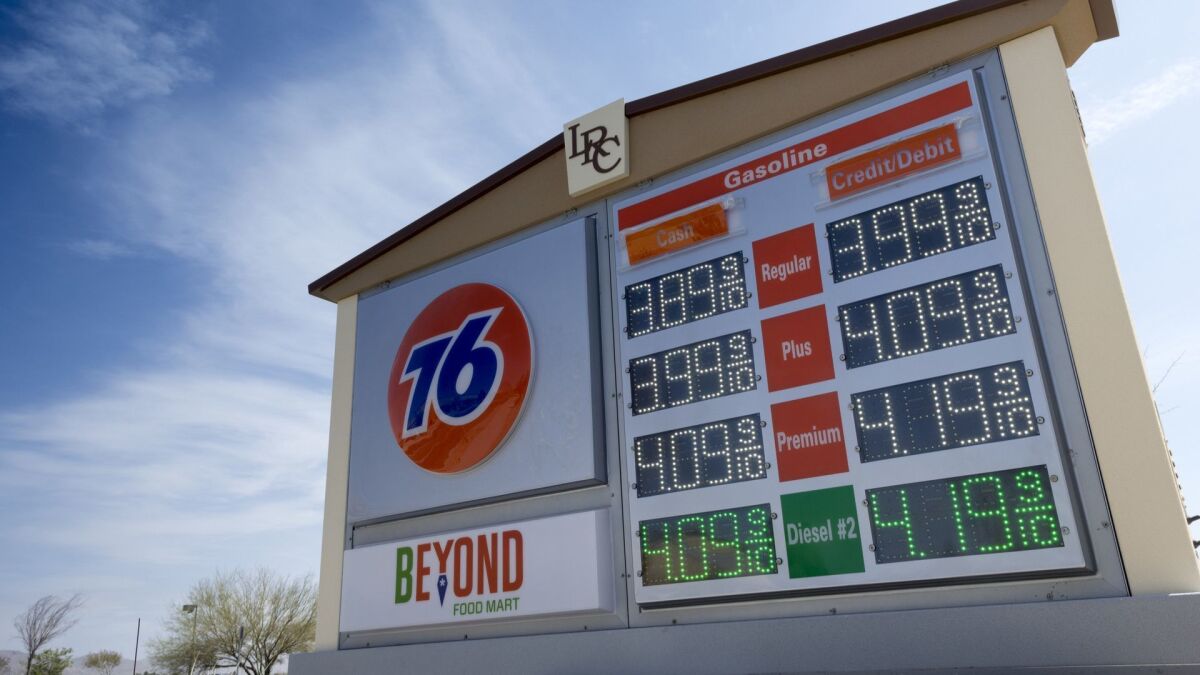 LRC
Gasoline
Cash Credit/Debit
3.89 9/10 Regular 3.99 9/10
3.99 9/10 Plus 4.09 9/10
4.09 9/10 Premium 4.19 9/10
4.09 9/10 Diesel #2 4.19 9/10
76
BEYOND
FOOD MART